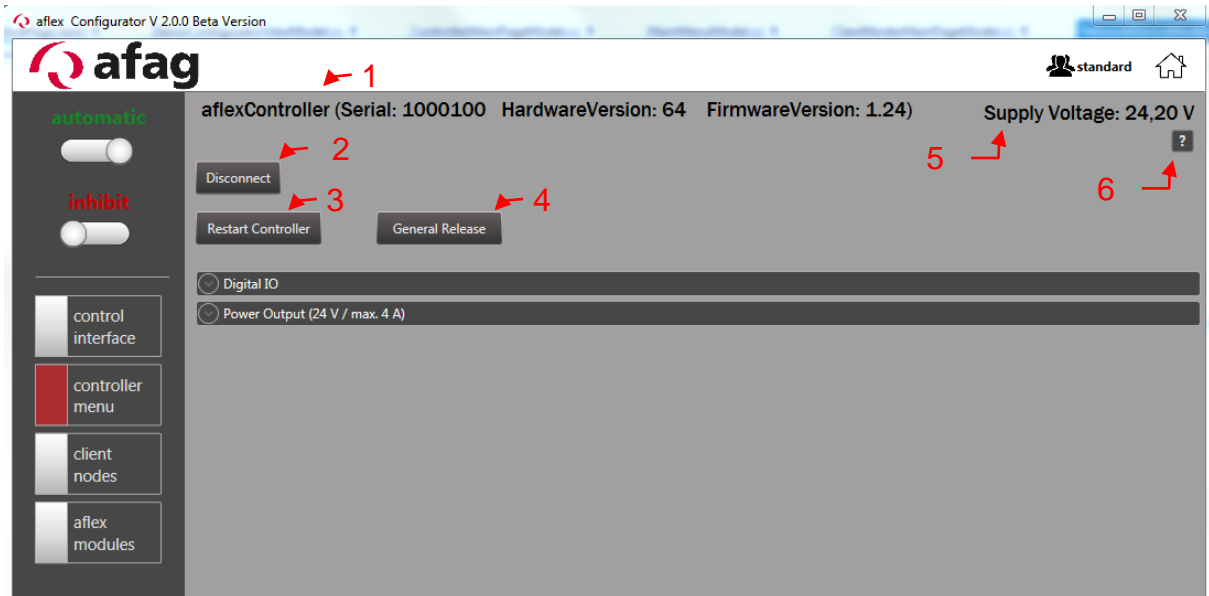 aflex Configurator V 2.0.0 Beta Version
afag
standard
1
aflexController (Serial: 1000100 HardwareVersion: 64 FirmwareVersion: 1.24)
Supply Voltage: 24,20 V
automatic
2
5
?
Disconnect
6
inhibit
3
4
Restart Controller
General Release
Digital IO
Power Output (24 V / max. 4 A)
control
interface
controller
menu
client
nodes
aflex
modules